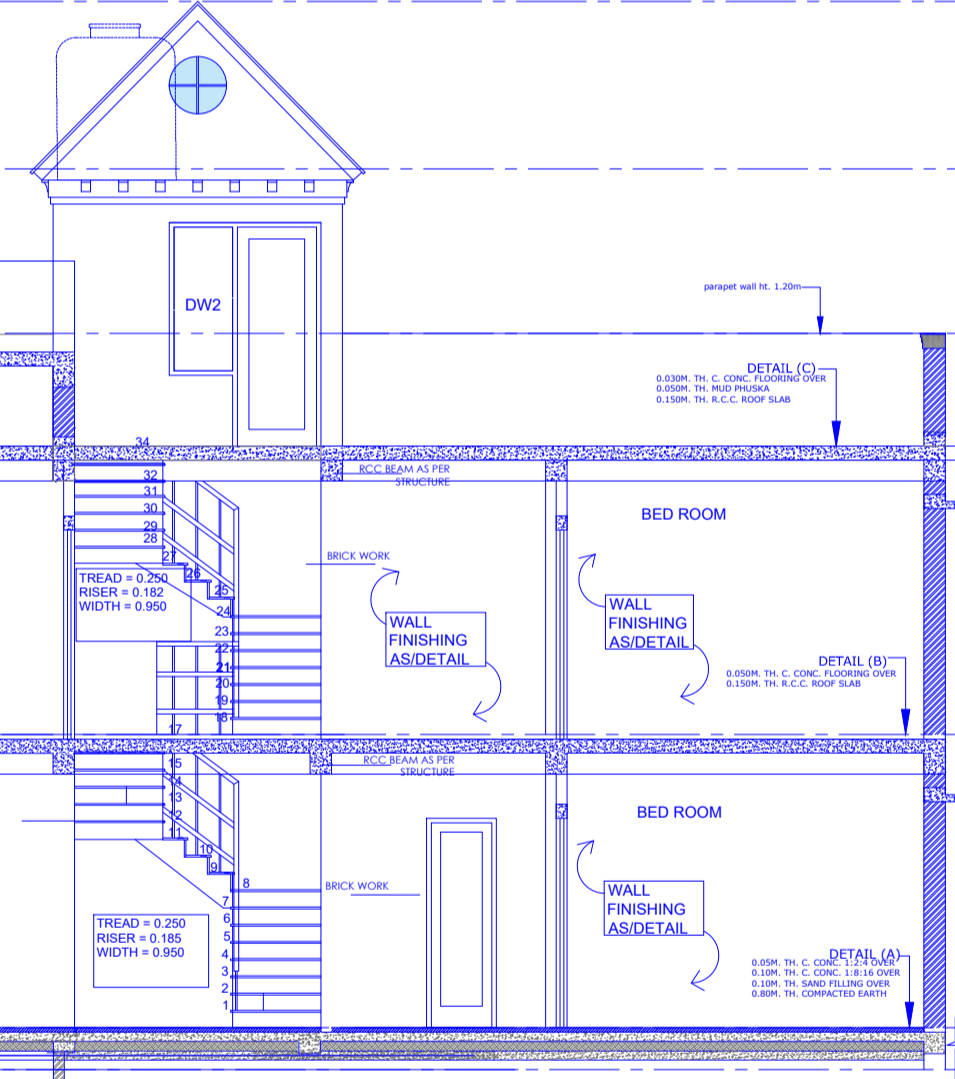 DW2
parapet wall ht. 1.20m
DETAIL (C)
0.030M. TH. C. CONC. FLOORING OVER
0.050M. TH. MUD PHUSKA
0.150M. TH. R.C.C. ROOF SLAB
34
RCC BEAM AS PER
STRUCTURE
32
31
30
29
28
27
26
25
24
23
22
21
20
19
18
17
TREAD = 0.250
RISER = 0.182
WIDTH = 0.950
BRICK WORK
WALL
FINISHING
AS/DETAIL
BED ROOM
WALL
FINISHING
AS/DETAIL
DETAIL (B)
0.050M. TH. C. CONC. FLOORING OVER
0.150M. TH. R.C.C. ROOF SLAB
RCC BEAM AS PER
STRUCTURE
15
14
13
12
11
10
9
8
7
6
5
4
3
2
1
TREAD = 0.250
RISER = 0.185
WIDTH = 0.950
BRICK WORK
BED ROOM
WALL
FINISHING
AS/DETAIL
DETAIL (A)
0.05M. TH. C. CONC. 1:2:4 OVER
0.10M. TH. C. CONC. 1:8:16 OVER
0.10M. TH. SAND FILLING OVER
0.80M. TH. COMPACTED EARTH